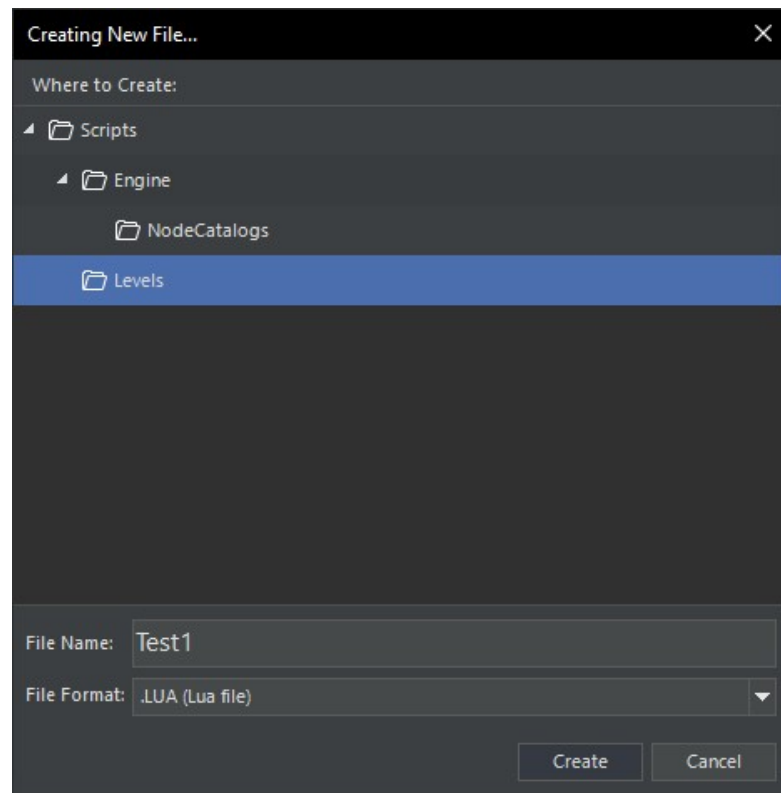 Creating New File...
Where to Create:
Scripts
Engine
NodeCatalogs
Levels
File Name: Test1
File Format: .LUA (Lua file)
Create Cancel